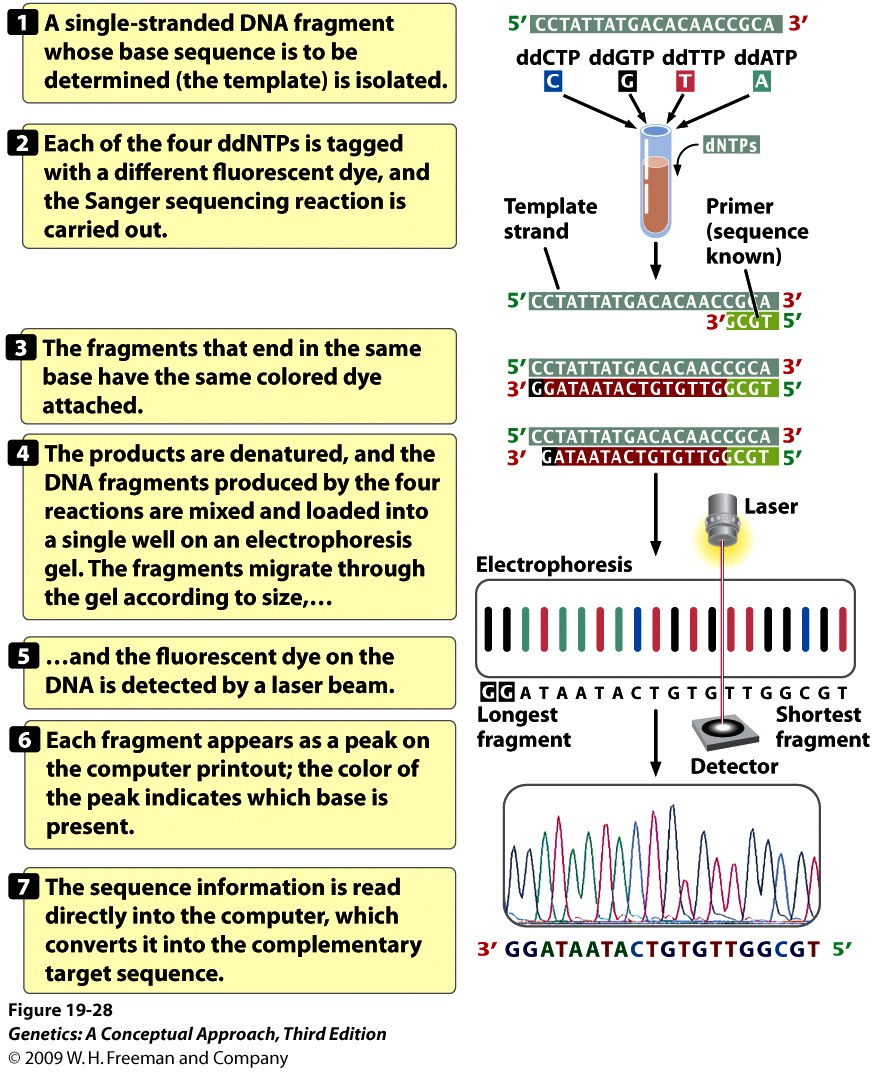 1 A single-stranded DNA fragment
whose base sequence is to be
determined (the template) is isolated.
2 Each of the four ddNTPs is tagged
with a different fluorescent dye, and
the Sanger sequencing reaction is
carried out.
3 The fragments that end in the same
base have the same colored dye
attached.
4 The products are denatured, and the
DNA fragments produced by the four
reactions are mixed and loaded into
a single well on an electrophoresis
gel. The fragments migrate through
the gel according to size,…
5 …and the fluorescent dye on the
DNA is detected by a laser beam.
6 Each fragment appears as a peak on
the computer printout; the color of
the peak indicates which base is
present.
7 The sequence information is read
directly into the computer, which
converts it into the complementary
target sequence.
5′ CCTATTATGACACAACCGCA 3′
ddCTP ddGTP ddTTP ddATP
C G T A
dNTPs
Template
strand
Primer
(sequence
known)
5′ CCTATTATGACACAACCGCA 3′
3′ GCGT 5′
5′ CCTATTATGACACAACCGCA 3′
3′ GGATAATACTGTGTTGGCGT 5′
5′ CCTATTATGACACAACCGCA 3′
3′ GATAATACTGTGTTGGCGT 5′
Laser
Electrophoresis
G G A T A A T A C T G T G T T G G C G T
Longest
fragment
Shortest
fragment
Detector
3′ GGATAATACTGTGTTGGCGT 5′
Figure 19-28
Genetics: A Conceptual Approach, Third Edition
© 2009 W. H. Freeman and Company